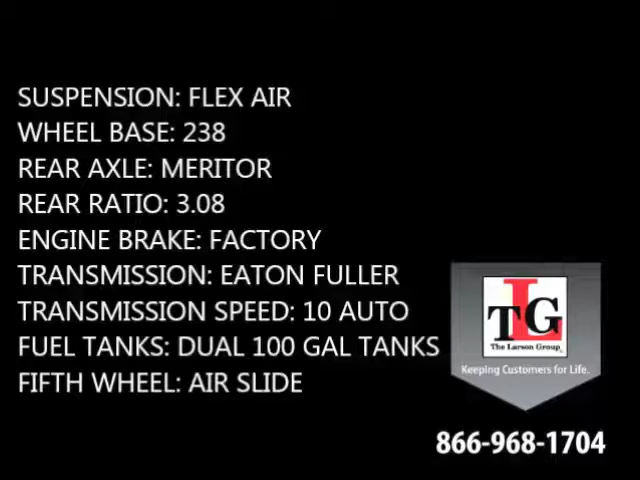 SUSPENSION: FLEX AIR
WHEEL BASE: 238
REAR AXLE: MERITOR
REAR RATIO: 3.08
ENGINE BRAKE: FACTORY
TRANSMISSION: EATON FULLER
TRANSMISSION SPEED: 10 AUTO
FUEL TANKS: DUAL 100 GAL TANKS
FIFTH WHEEL: AIR SLIDE
TLG
The Larson Group
Keeping Customers for Life.
866-968-1704